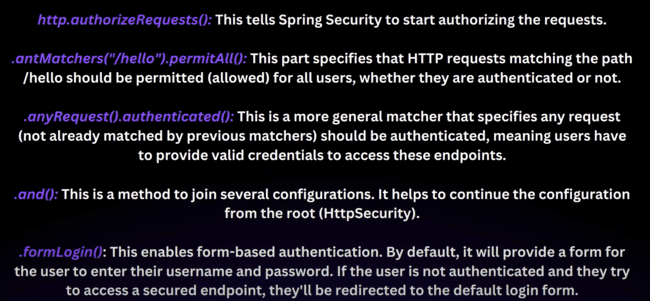 http.authorizeRequests(): This tells Spring Security to start authorizing the requests.
.antMatchers("/hello").permitAll(): This part specifies that HTTP requests matching the path
/hello should be permitted (allowed) for all users, whether they are authenticated or not.
.anyRequest().authenticated(): This is a more general matcher that specifies any request
(not already matched by previous matchers) should be authenticated, meaning users have
to provide valid credentials to access these endpoints.
.and(): This is a method to join several configurations. It helps to continue the configuration
from the root (HttpSecurity).
.formLogin(): This enables form-based authentication. By default, it will provide a form for
the user to enter their username and password. If the user is not authenticated and they try
to access a secured endpoint, they'll be redirected to the default login form.